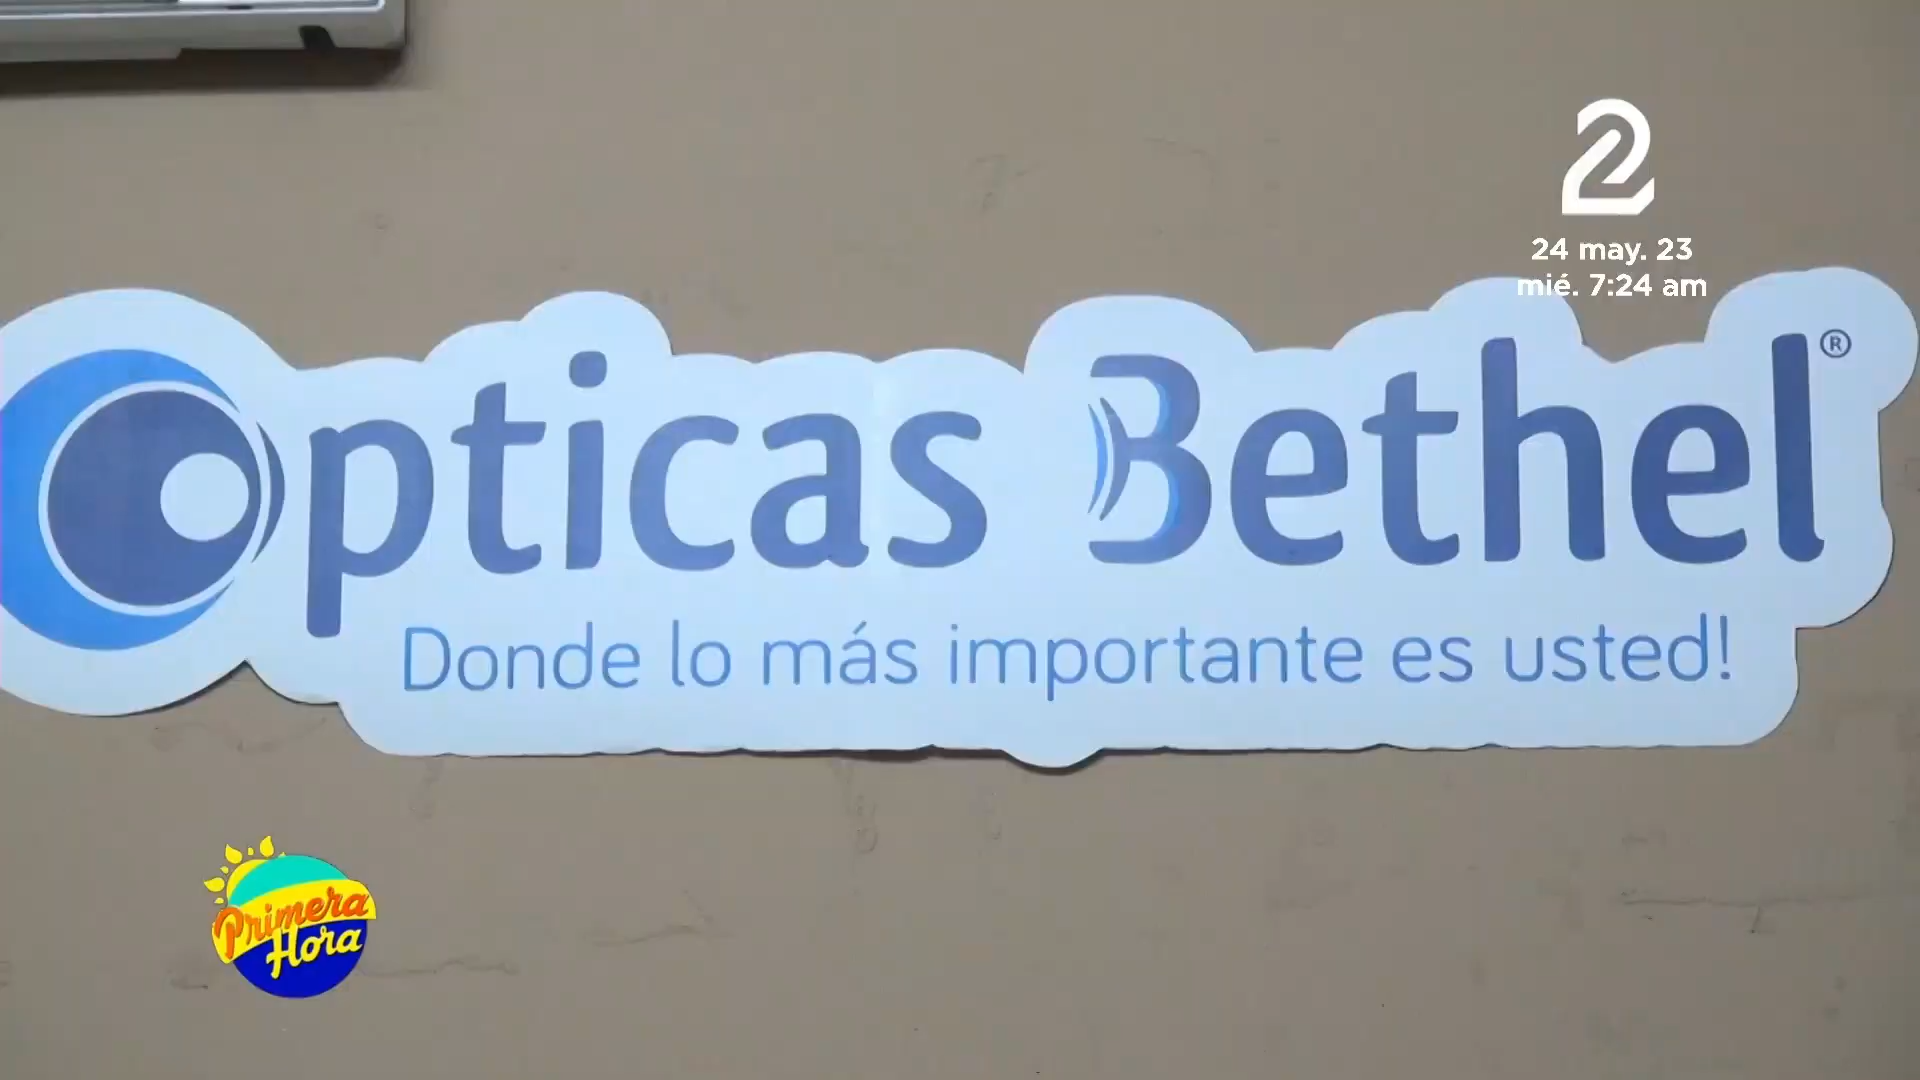 2
24 may. 23
mié. 7:24 am
Opticas Bethel®
Donde lo más importante es usted!
Primera
Hora